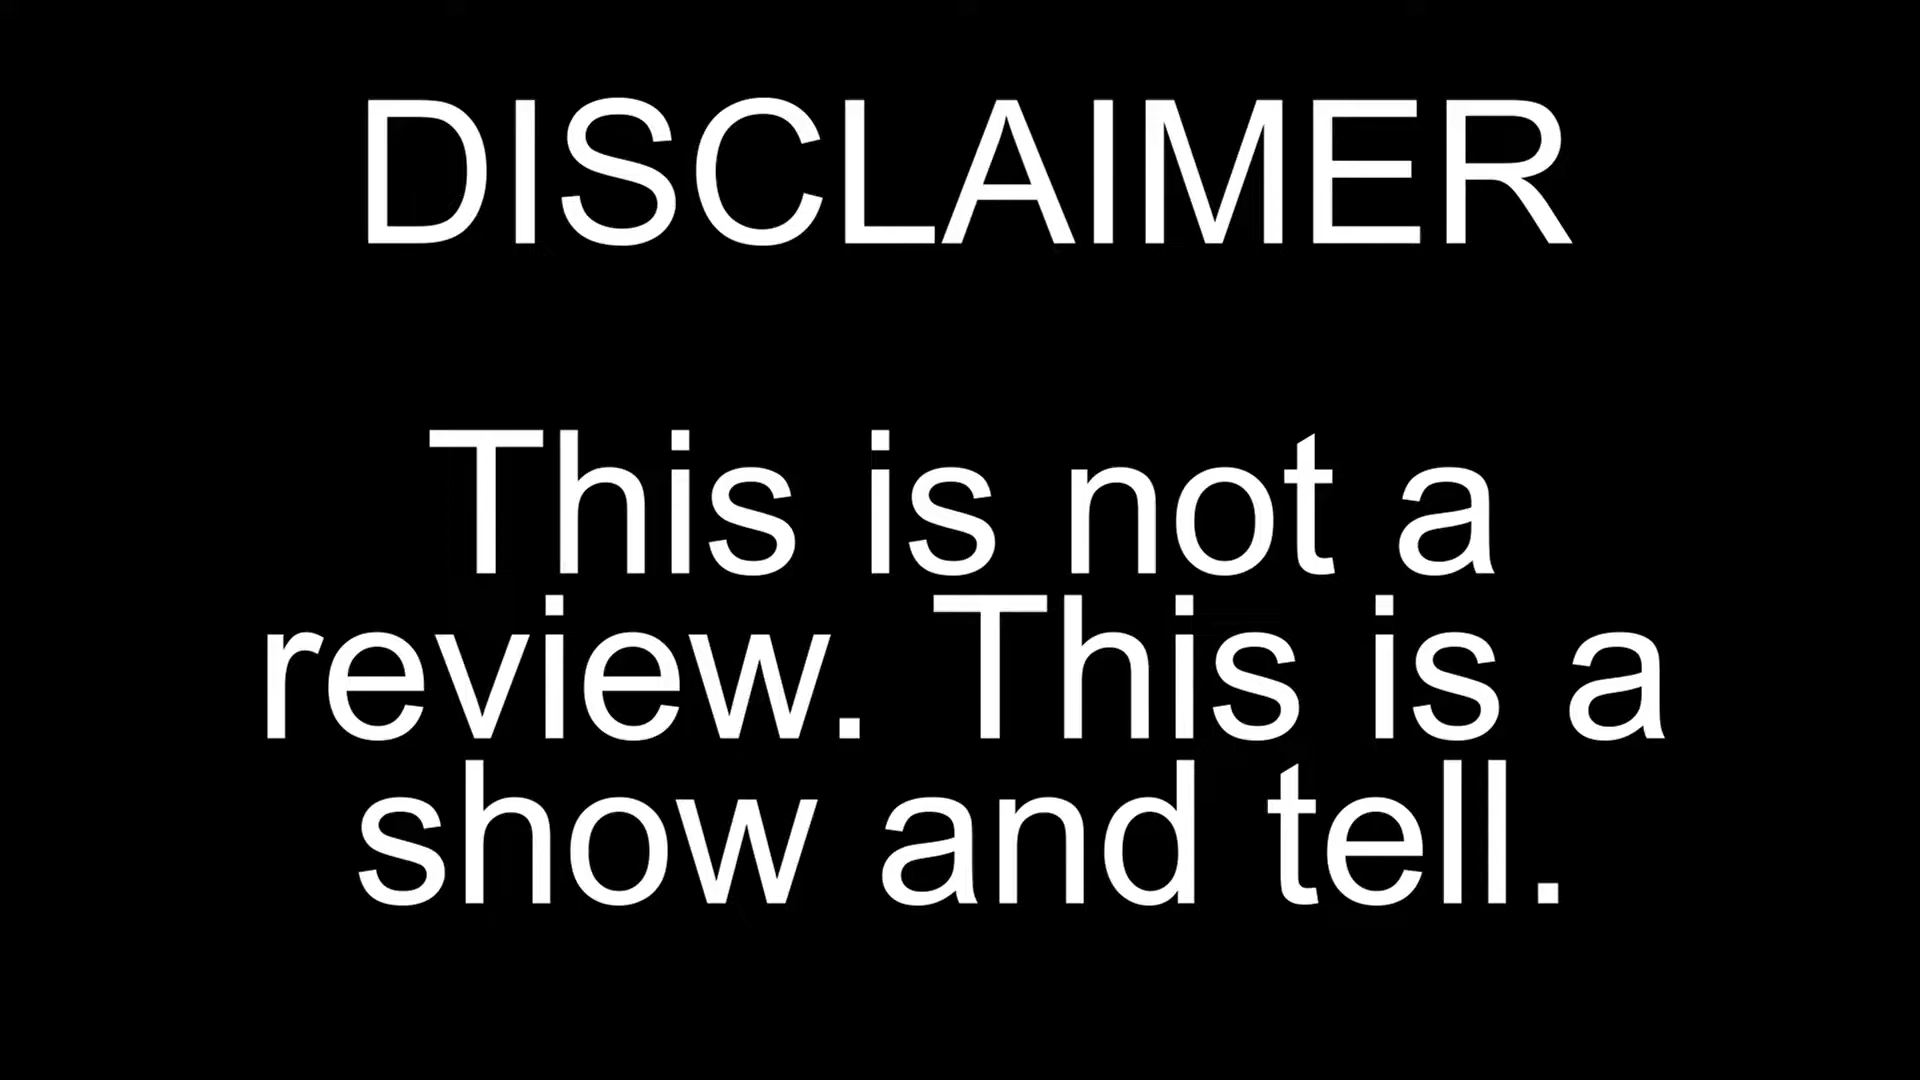 DISCLAIMER
This is not a
review. This is a
show and tell.